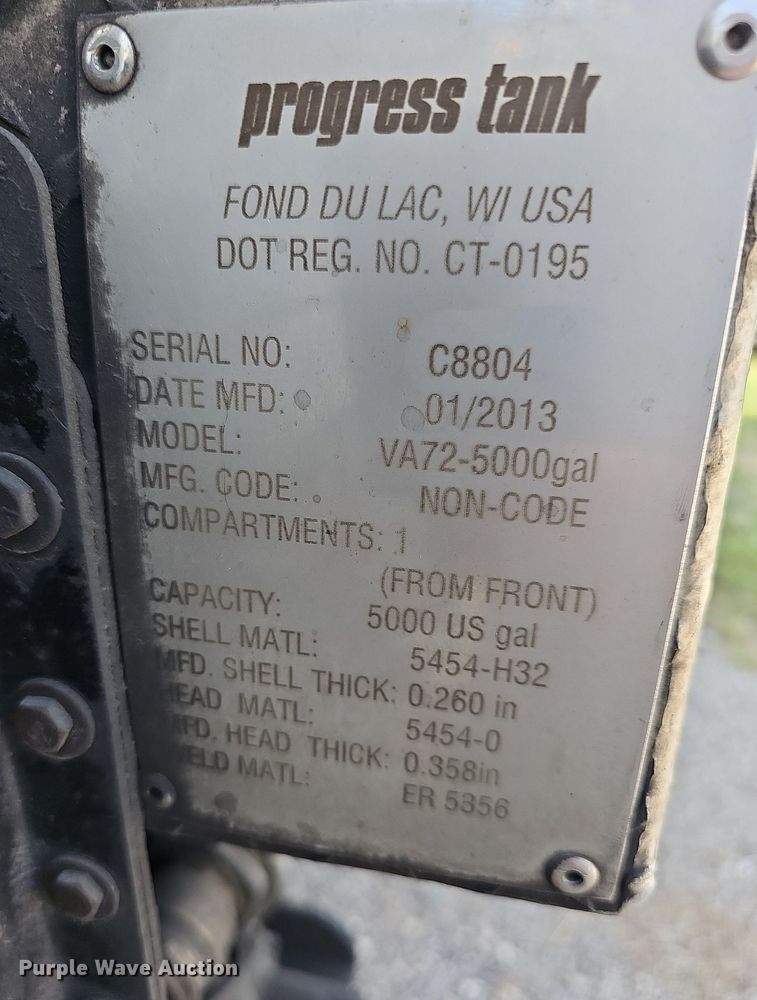 progress tank
FOND DU LAC, WI USA
DOT REG. NO. CT-0195
SERIAL NO: C8804
DATE MFD: 01/2013
MODEL: VA72-5000gal
MFG. CODE: NON-CODE
COMPARTMENTS: 1
(FROM FRONT)
CAPACITY: 5000 US gal
SHELL MATL: 5454-H32
MFD. SHELL THICK: 0.260 in
HEAD MATL: 5454-0
MFD. HEAD THICK: 0.358in
WELD MATL: ER 5356
Purple Wave Auction